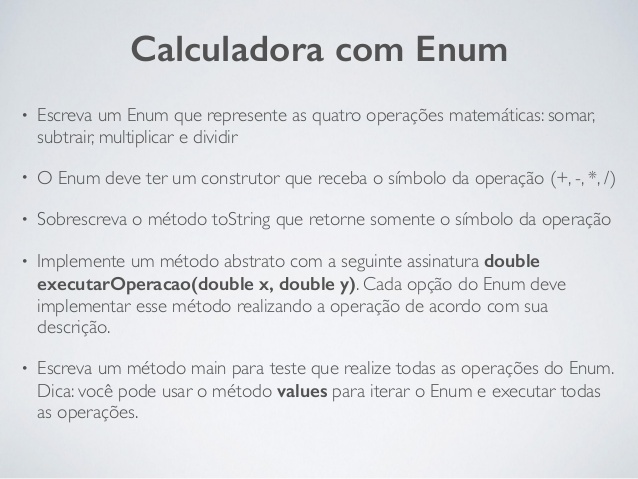 Calculadora com Enum
• Escreva um Enum que represente as quatro operações matemáticas: somar,
subtrair, multiplicar e dividir
• O Enum deve ter um construtor que receba o símbolo da operação (+, -, *, /)
• Sobrescreva o método toString que retorne somente o símbolo da operação
• Implemente um método abstrato com a seguinte assinatura double
executarOperacao(double x, double y). Cada opção do Enum deve
implementar esse método realizando a operação de acordo com sua
descrição.
• Escreva um método main para teste que realize todas as operações do Enum.
Dica: você pode usar o método values para iterar o Enum e executar todas
as operações.